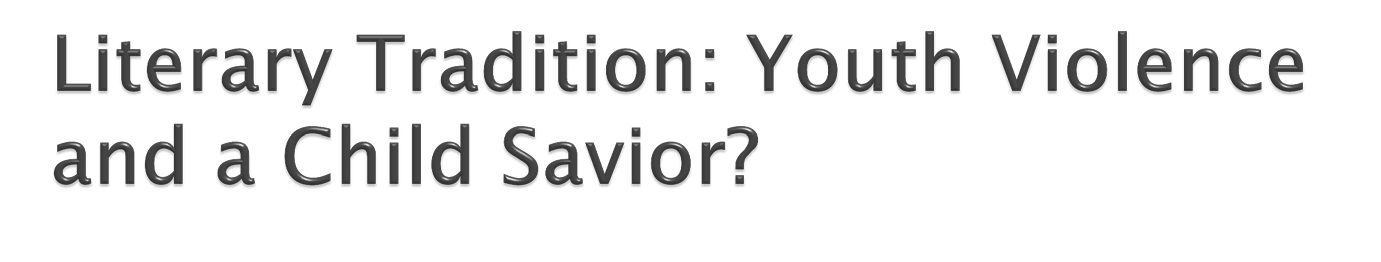 Literary Tradition: Youth Violence
and a Child Savior?